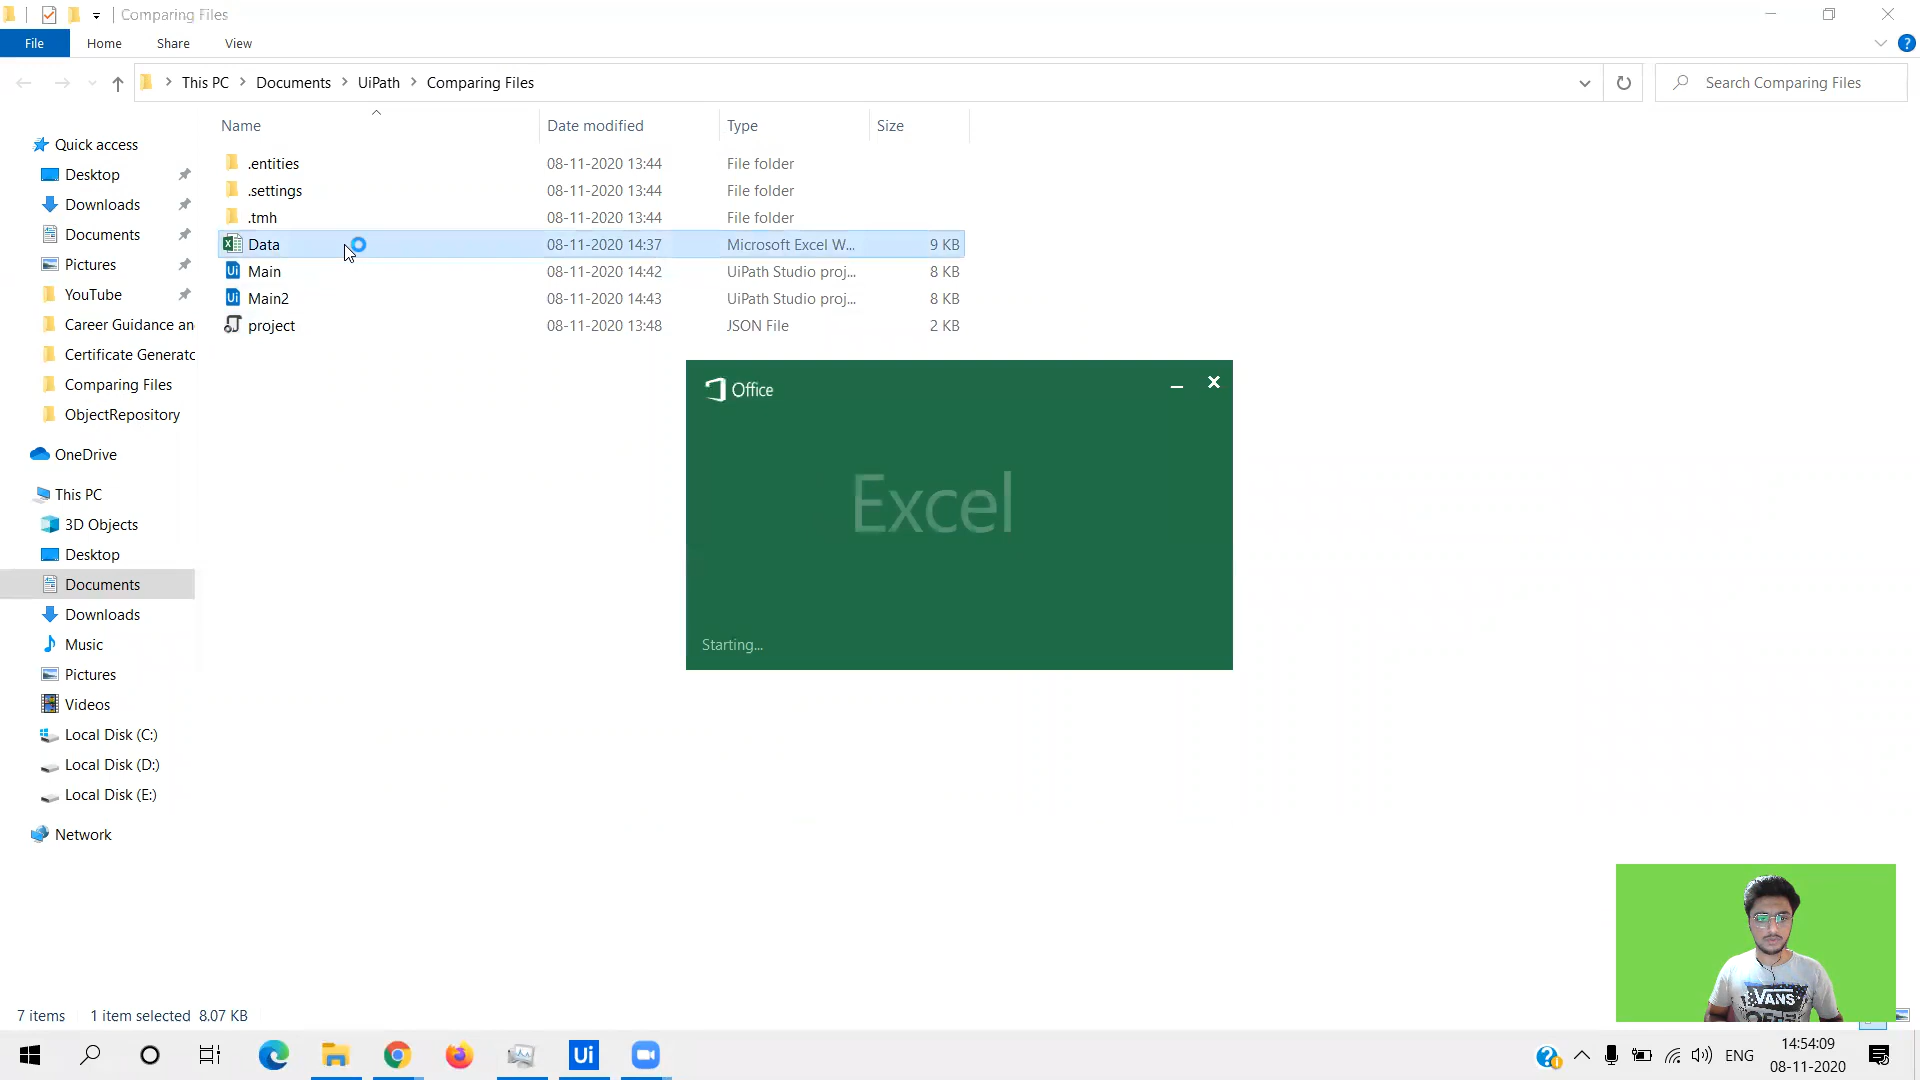 Comparing Files
File Home Share View
This PC Documents UiPath Comparing Files
Search Comparing Files
Name Date modified Type Size
.entities 08-11-2020 13:44 File folder
.settings 08-11-2020 13:44 File folder
.tmh 08-11-2020 13:44 File folder
Data 08-11-2020 14:37 Microsoft Excel W... 9 KB
Main 08-11-2020 14:42 UiPath Studio proj... 8 KB
Main2 08-11-2020 14:43 UiPath Studio proj... 8 KB
project 08-11-2020 13:48 JSON File 2 KB
Quick access
Desktop
Downloads
Documents
Pictures
YouTube
Career Guidance an
Certificate Generatc
Comparing Files
ObjectRepository
OneDrive
This PC
3D Objects
Desktop
Documents
Downloads
Music
Pictures
Videos
Local Disk (C:)
Local Disk (D:)
Local Disk (E:)
Network
Office
Excel
Starting...
VANS
7 items 1 item selected 8.07 KB
Ui
ENG
14:54:09
08-11-2020